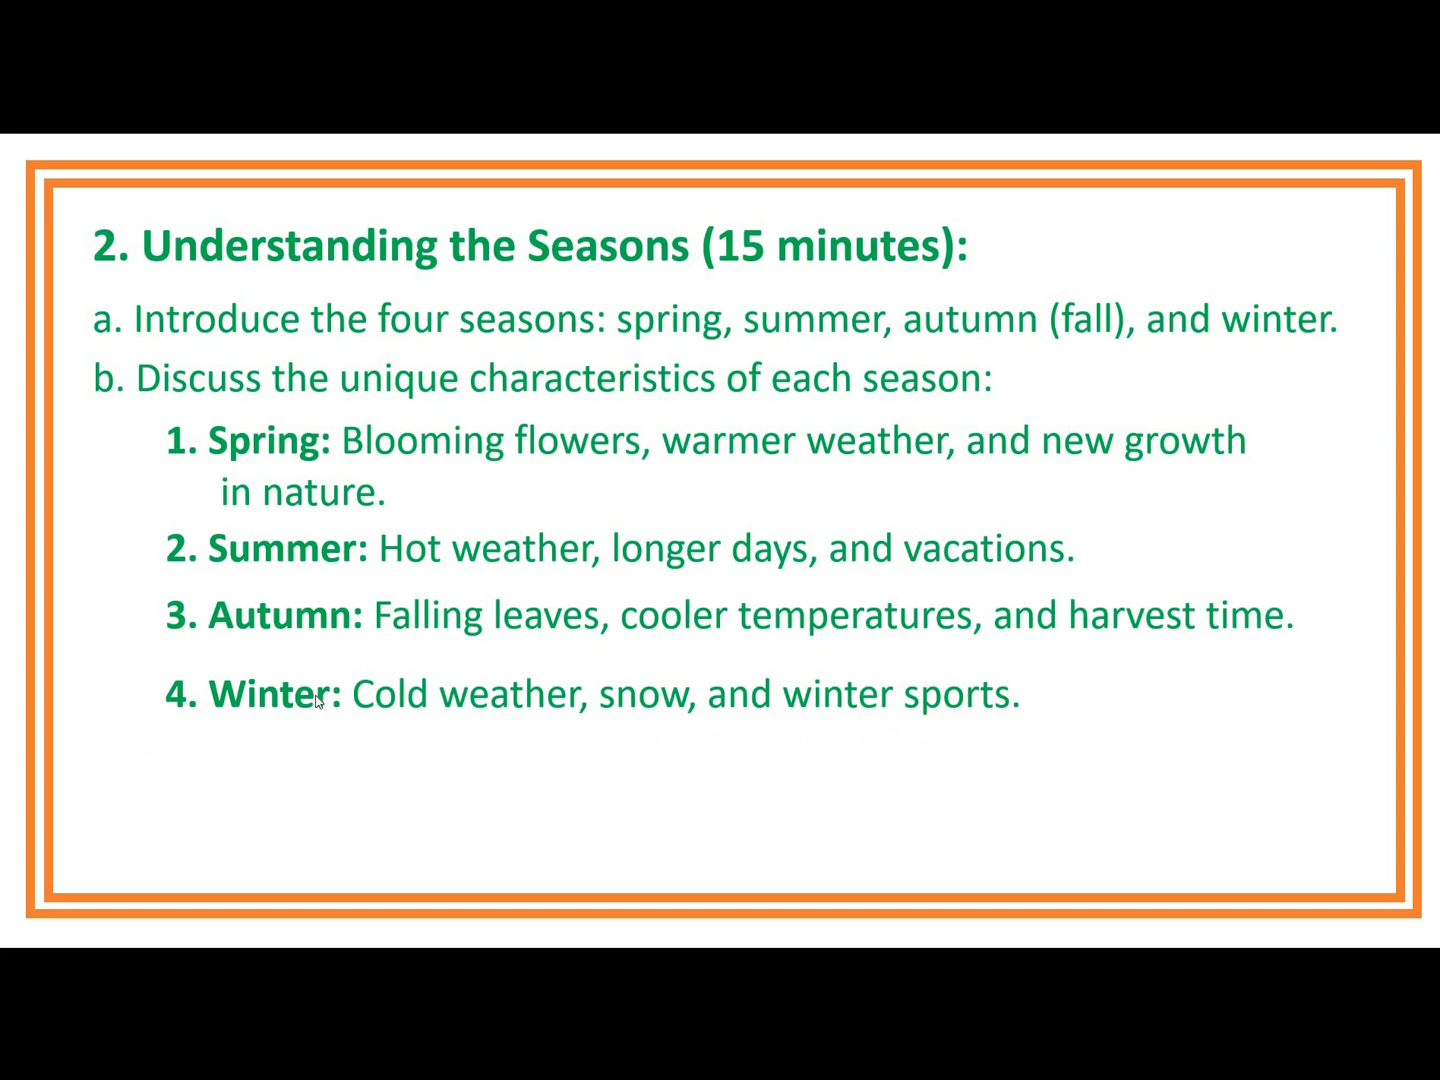 2. Understanding the Seasons (15 minutes):
a. Introduce the four seasons: spring, summer, autumn (fall), and winter.
b. Discuss the unique characteristics of each season:
1. Spring: Blooming flowers, warmer weather, and new growth
in nature.
2. Summer: Hot weather, longer days, and vacations.
3. Autumn: Falling leaves, cooler temperatures, and harvest time.
4. Winter: Cold weather, snow, and winter sports.